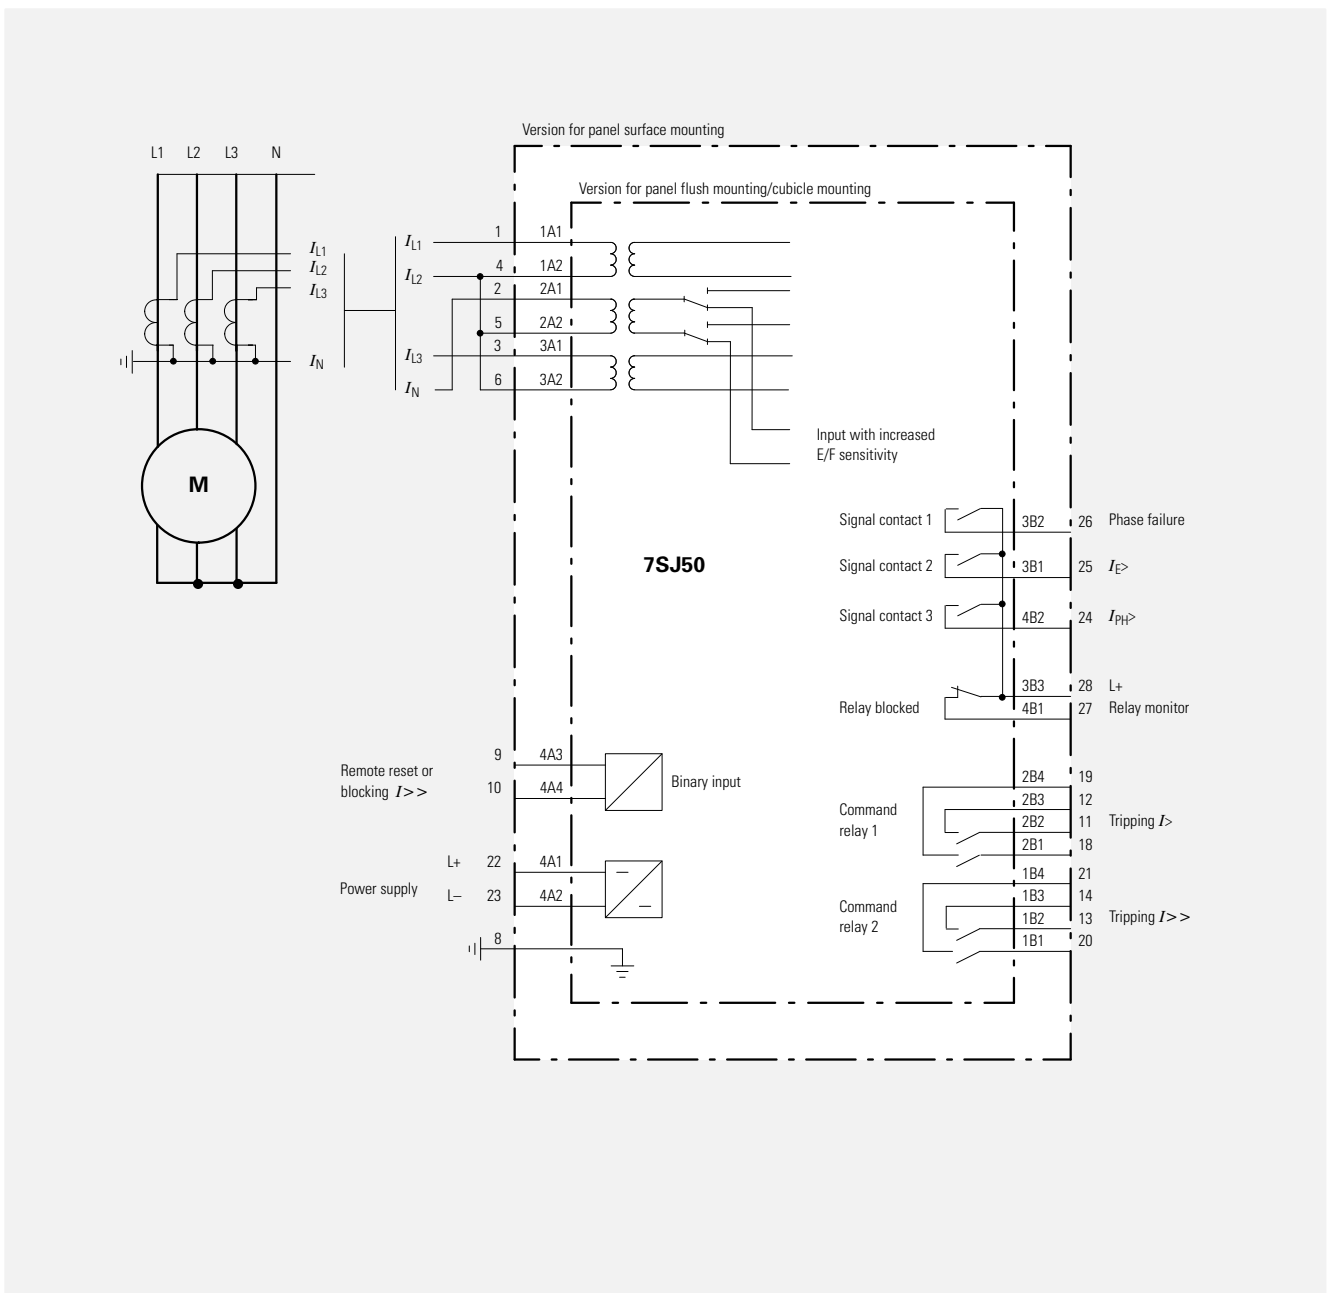 Version for panel surface mounting
L1 L2 L3 N
Version for panel flush mounting/cubicle mounting
IL1
IL2
IL3
IN
IL1
IL2
IL3
IN
1 1A1
4 1A2
2 2A1
5 2A2
3 3A1
6 3A2
Input with increased
E/F sensitivity
M
7SJ50
Signal contact 1 3B2 26 Phase failure
Signal contact 2 3B1 25 IE>
Signal contact 3 4B2 24 IPH>
3B3 28 L+
Relay blocked 4B1 27 Relay monitor
Remote reset or
blocking I>>
9 4A3
10 4A4
Binary input
Command
relay 1
2B4 19
2B3 12
2B2 11 Tripping I>
2B1 18
Power supply
L+ 22 4A1
L– 23 4A2
8
Command
relay 2
1B4 21
1B3 14
1B2 13 Tripping I>>
1B1 20